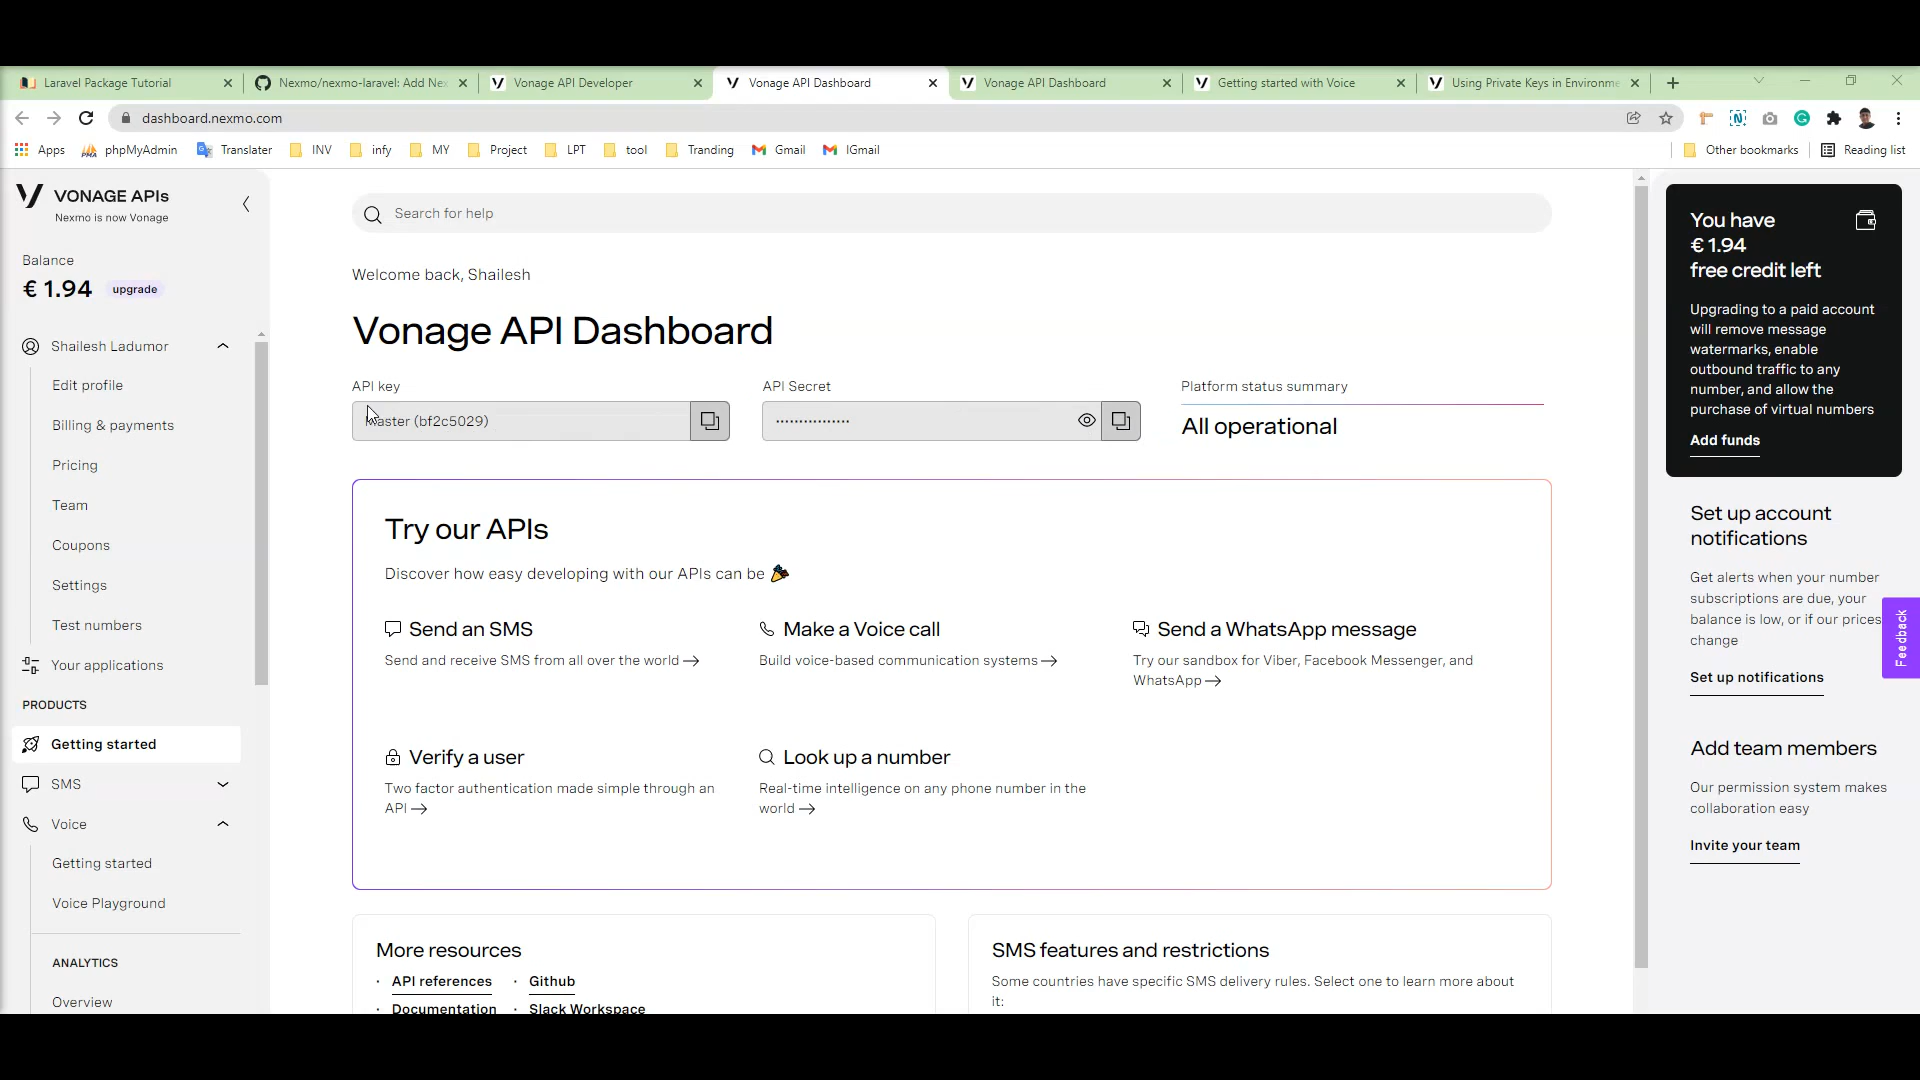 Laravel Package Tutorial
Nexmo/nexmo-laravel: Add Nex
Vonage API Developer
Vonage API Dashboard
Vonage API Dashboard
Getting started with Voice
Using Private Keys in Environme
dashboard.nexmo.com
Apps
phpMyAdmin
Translater
INV
infy
MY
Project
LPT
tool
Tranding
Gmail
IGmail
Other bookmarks
Reading list
VONAGE APIs
Nexmo is now Vonage
Balance
€ 1.94 upgrade
Shailesh Ladumor
Edit profile
Billing & payments
Pricing
Team
Coupons
Settings
Test numbers
Your applications
PRODUCTS
Getting started
SMS
Voice
Getting started
Voice Playground
ANALYTICS
Overview
Search for help
Welcome back, Shailesh
Vonage API Dashboard
API key
Master (bf2c5029)
API Secret
••••••••••••••••
Platform status summary
All operational
Try our APIs
Discover how easy developing with our APIs can be
Send an SMS
Send and receive SMS from all over the world
Make a Voice call
Build voice-based communication systems
Send a WhatsApp message
Try our sandbox for Viber, Facebook Messenger, and
WhatsApp
Verify a user
Two factor authentication made simple through an
API
Look up a number
Real-time intelligence on any phone number in the
world
More resources
· API references · Github
· Documentation · Slack Workspace
SMS features and restrictions
Some countries have specific SMS delivery rules. Select one to learn more about
it:
You have
€ 1.94
free credit left
Upgrading to a paid account
will remove message
watermarks, enable
outbound traffic to any
number, and allow the
purchase of virtual numbers
Add funds
Set up account
notifications
Get alerts when your number
subscriptions are due, your
balance is low, or if our prices
change
Set up notifications
Feedback
Add team members
Our permission system makes
collaboration easy
Invite your team